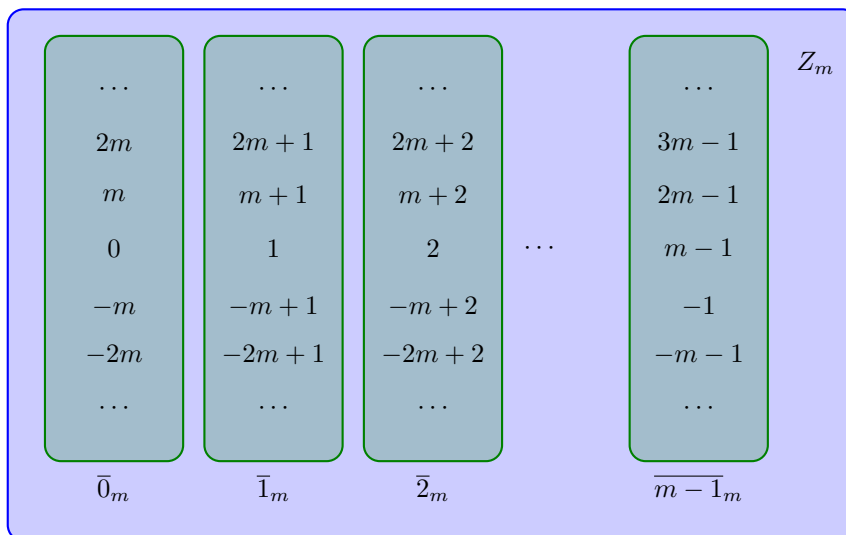 Z_m
⋯ ⋯ ⋯ ⋯
2m 2m + 1 2m + 2 3m − 1
m m + 1 m + 2 2m − 1
0 1 2 ⋯ m − 1
−m −m + 1 −m + 2 −1
−2m −2m + 1 −2m + 2 −m − 1
⋯ ⋯ ⋯ ⋯
0̅_m 1̅_m 2̅_m \overline{m − 1}_m